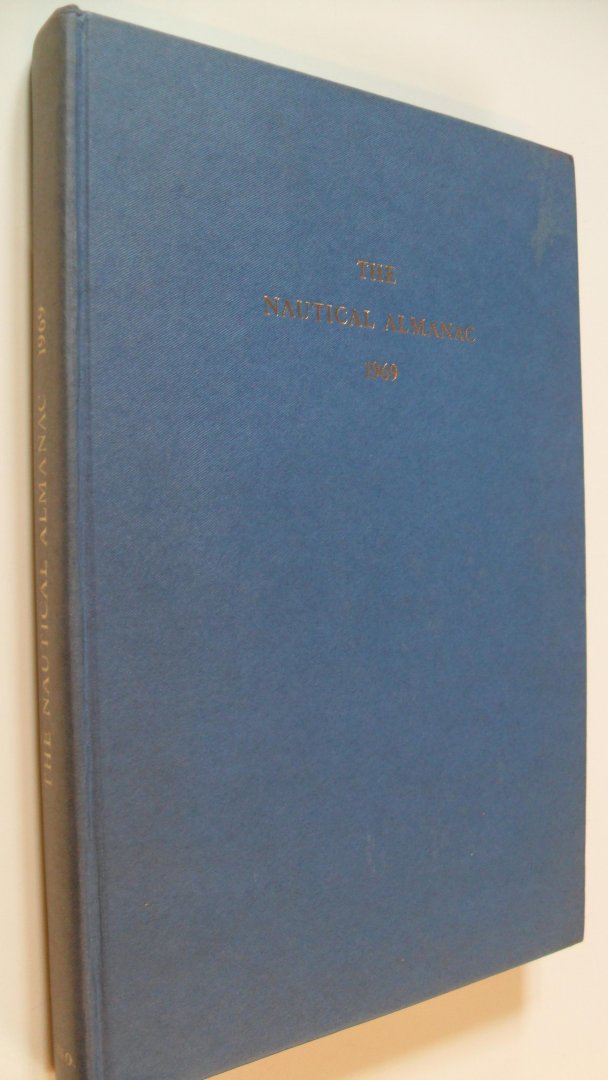 THE
NAUTICAL ALMANAC
1969
THE NAUTICAL ALMANAC 1969